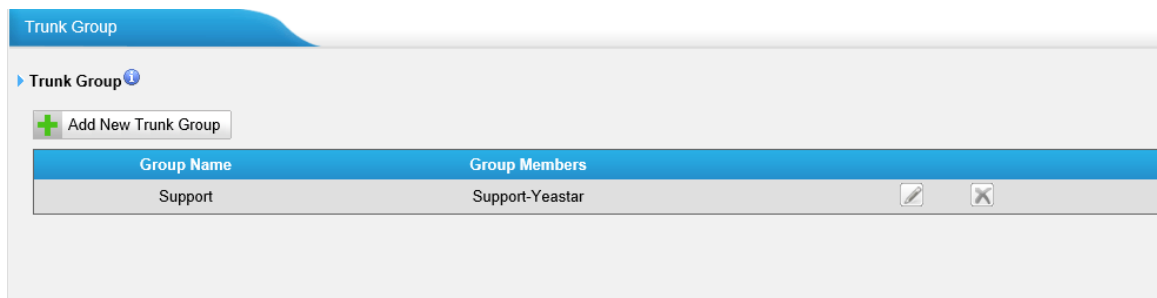 Trunk Group
Trunk Group
Add New Trunk Group
Group Name Group Members
Support Support-Yeastar